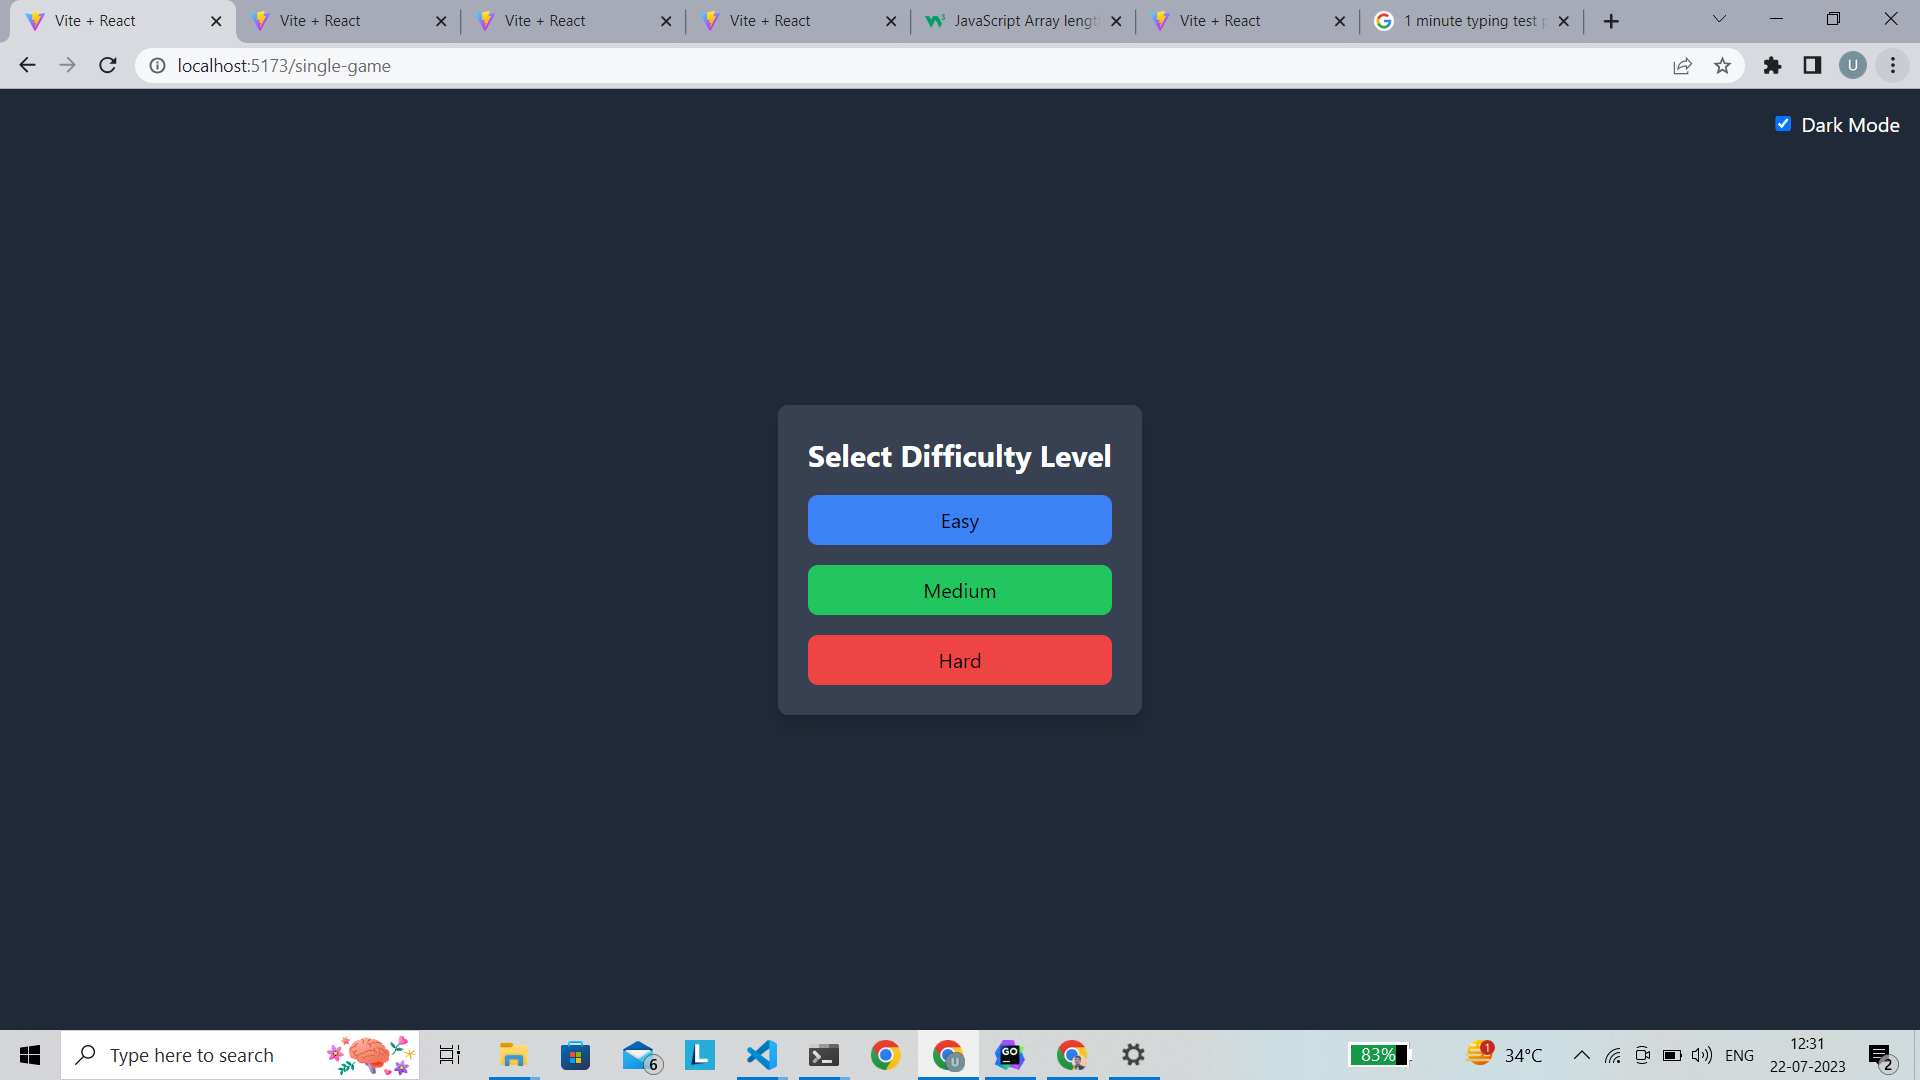 Vite + React
Vite + React
Vite + React
Vite + React
JavaScript Array lengt
Vite + React
1 minute typing test p
localhost:5173/single-game
U
Dark Mode
Select Difficulty Level
Easy
Medium
Hard
Type here to search
6
L
U
GO
83%
1
34°C
ENG
12:31
22-07-2023
2